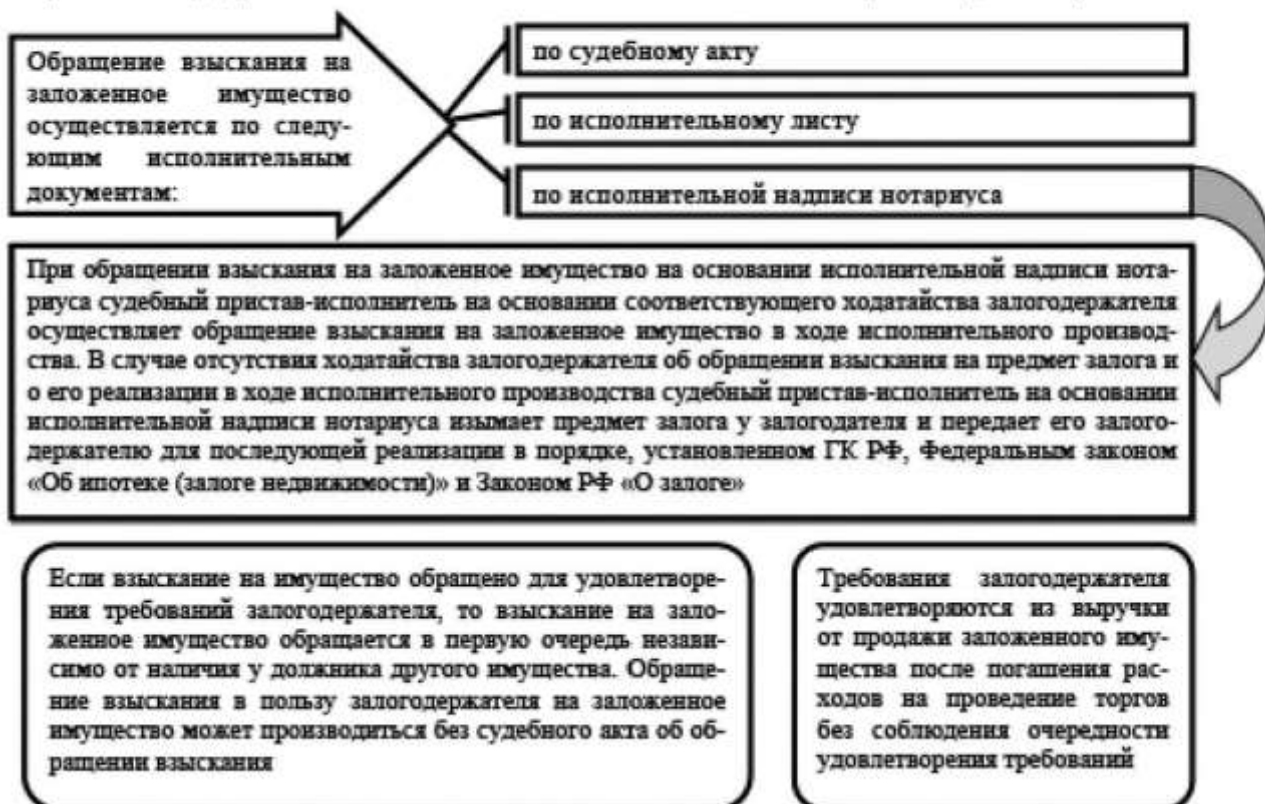 Обращение взыскания на
заложенное имущество
осуществляется по следу-
ющим исполнительным
документам:
по судебному акту
по исполнительному листу
по исполнительной надписи нотариуса
При обращении взыскания на заложенное имущество на основании исполнительной надписи нота-
риуса судебный пристав-исполнитель на основании соответствующего ходатайства залогодержателя
осуществляет обращение взыскания на заложенное имущество в ходе исполнительного производ-
ства. В случае отсутствия ходатайства залогодержателя об обращении взыскания на предмет залога и
о его реализации в ходе исполнительного производства судебный пристав-исполнитель на основании
исполнительной надписи нотариуса изымает предмет залога у залогодателя и передает его залого-
держателю для последующей реализации в порядке, установленном ГК РФ, Федеральным законом
«Об ипотеке (залоге недвижимости)» и Законом РФ «О залоге»
Если взыскание на имущество обращено для удовлетворе-
ния требований залогодержателя, то взыскание на зало-
женное имущество обращается в первую очередь незави-
симо от наличия у должника другого имущества. Обраще-
ние взыскания в пользу залогодержателя на заложенное
имущество может производиться без судебного акта об об-
ращении взыскания
Требования залогодержателя
удовлетворяются из выручки
от продажи заложенного иму-
щества после погашения рас-
ходов на проведение торгов
без соблюдения очередности
удовлетворения требований